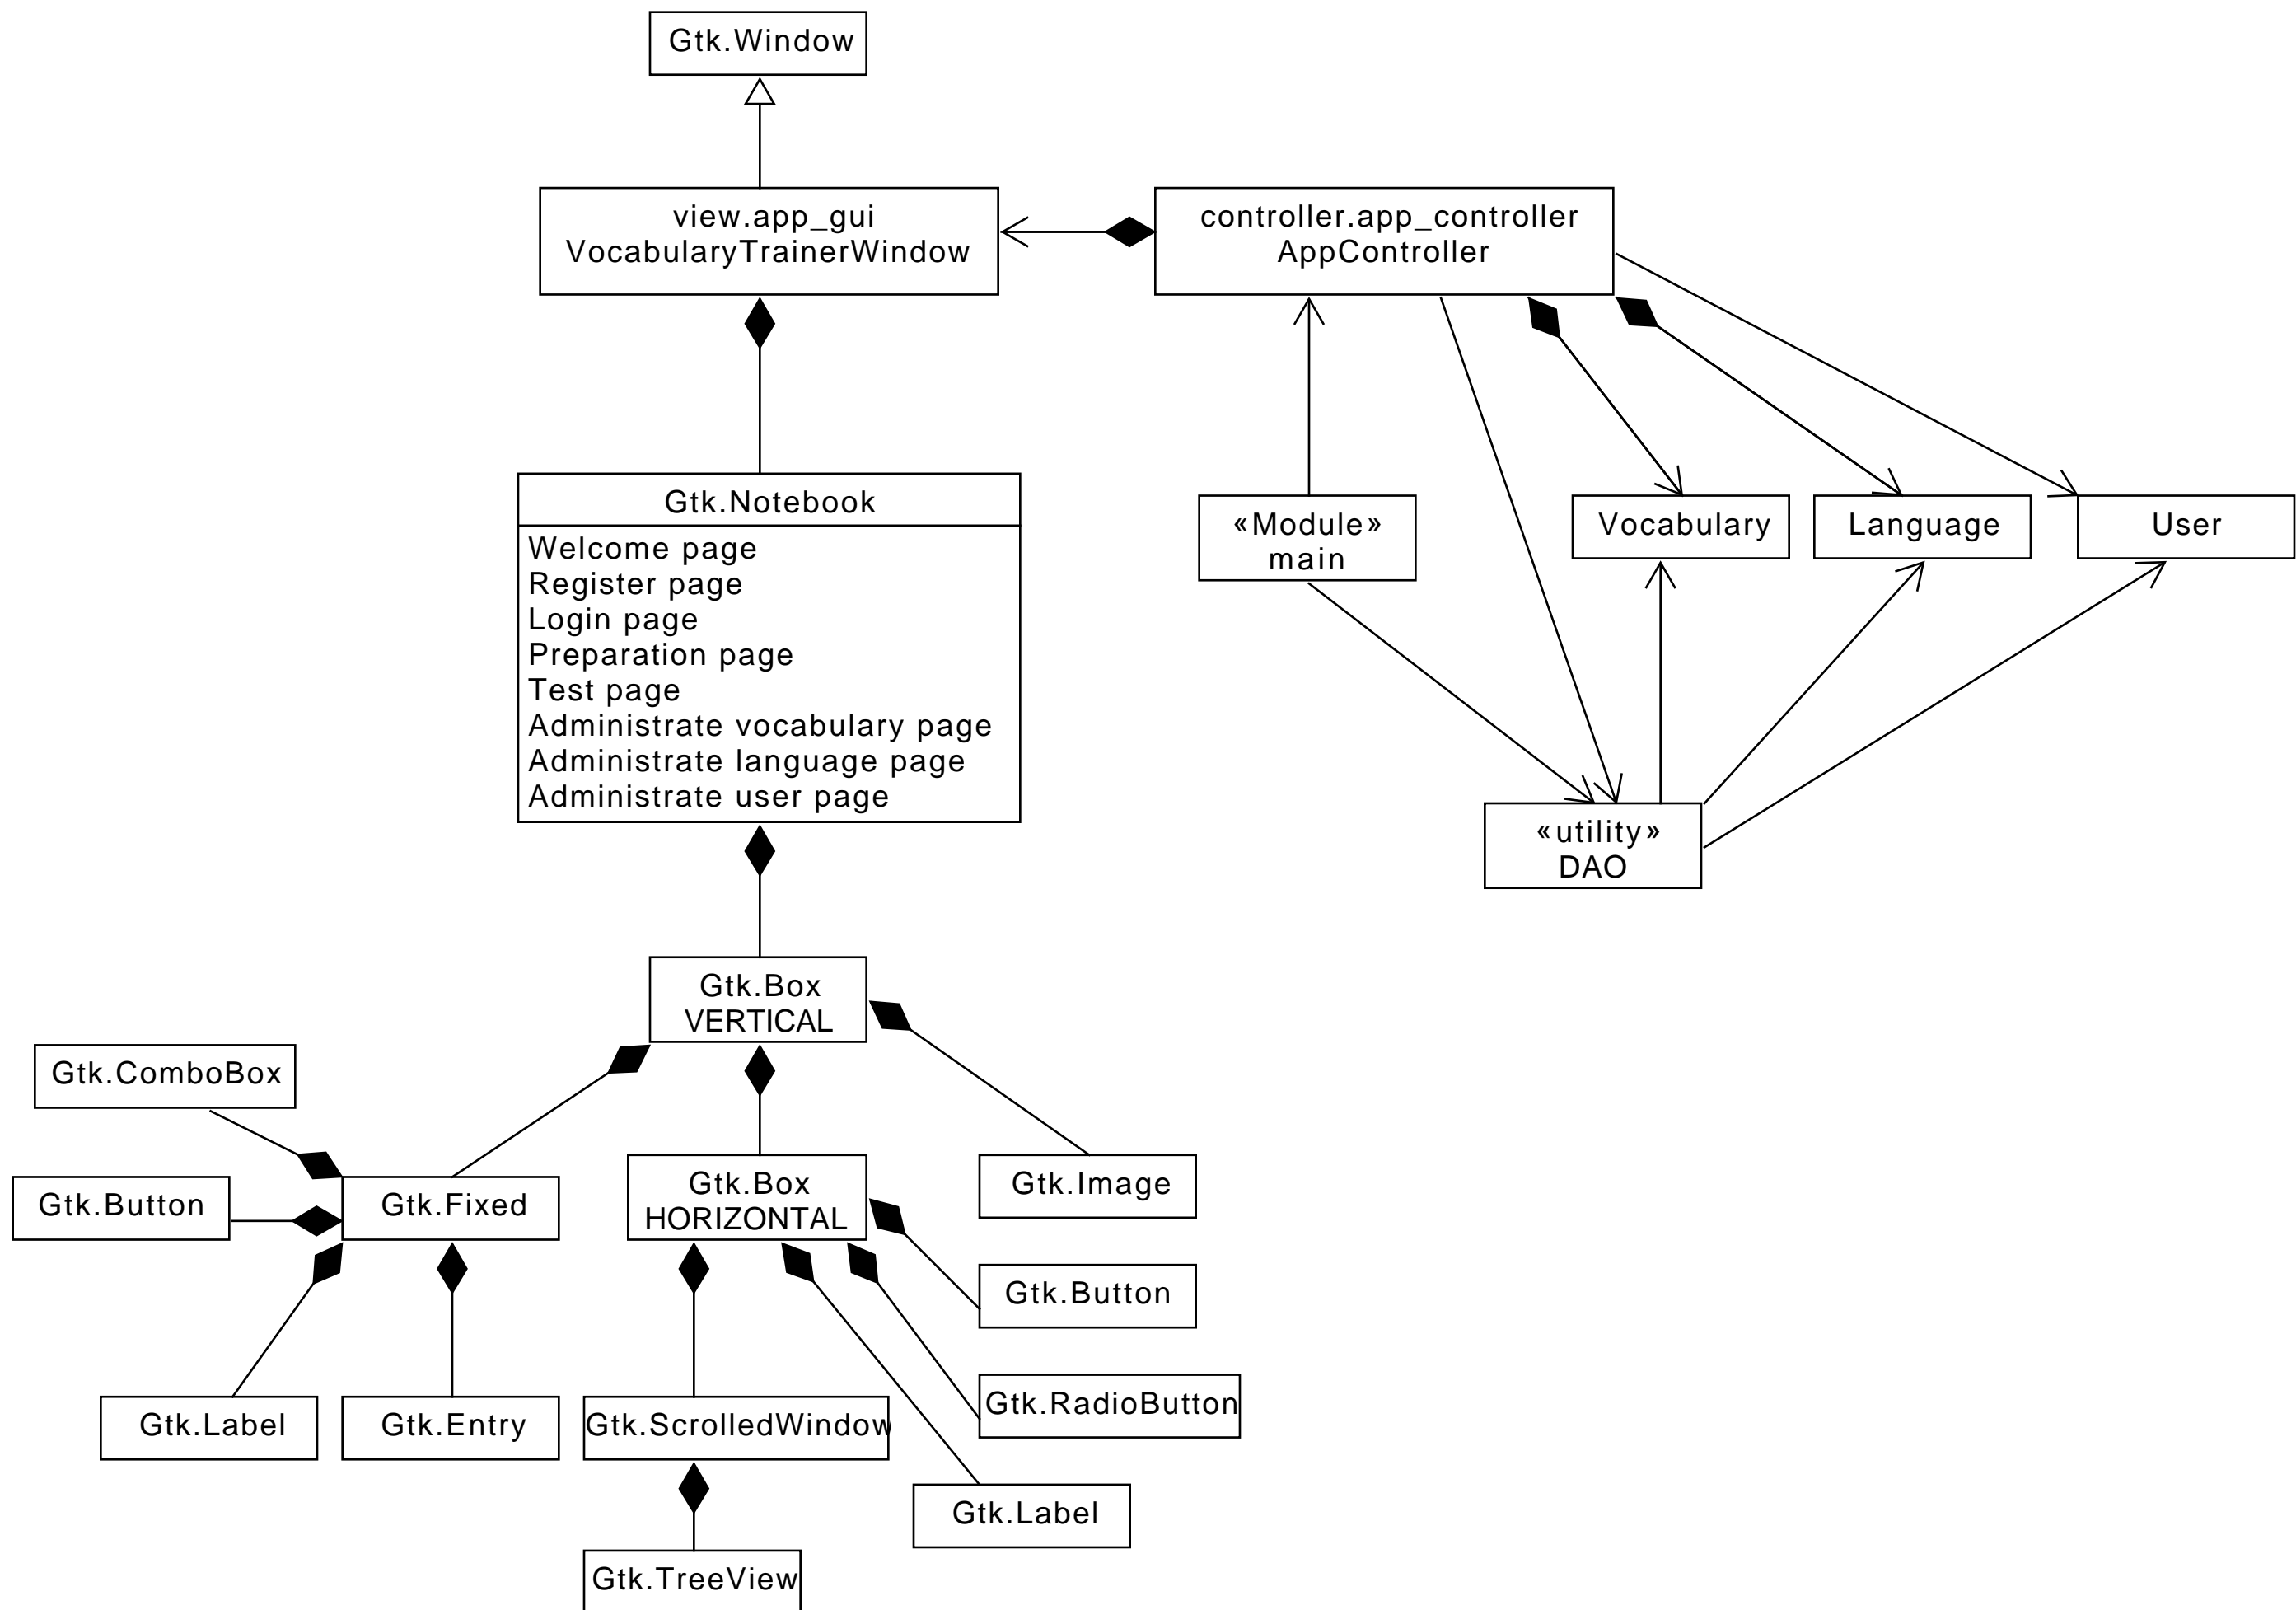 Gtk.Window
view.app_gui
VocabularyTrainerWindow
controller.app_controller
AppController
Gtk.Notebook
Welcome page
Register page
Login page
Preparation page
Test page
Administrate vocabulary page
Administrate language page
Administrate user page
«Module»
main
Vocabulary
Language
User
«utility»
DAO
Gtk.Box
VERTICAL
Gtk.ComboBox
Gtk.Button
Gtk.Fixed
Gtk.Box
HORIZONTAL
Gtk.Image
Gtk.Button
Gtk.RadioButton
Gtk.Label
Gtk.Entry
Gtk.ScrolledWindow
Gtk.Label
Gtk.TreeView